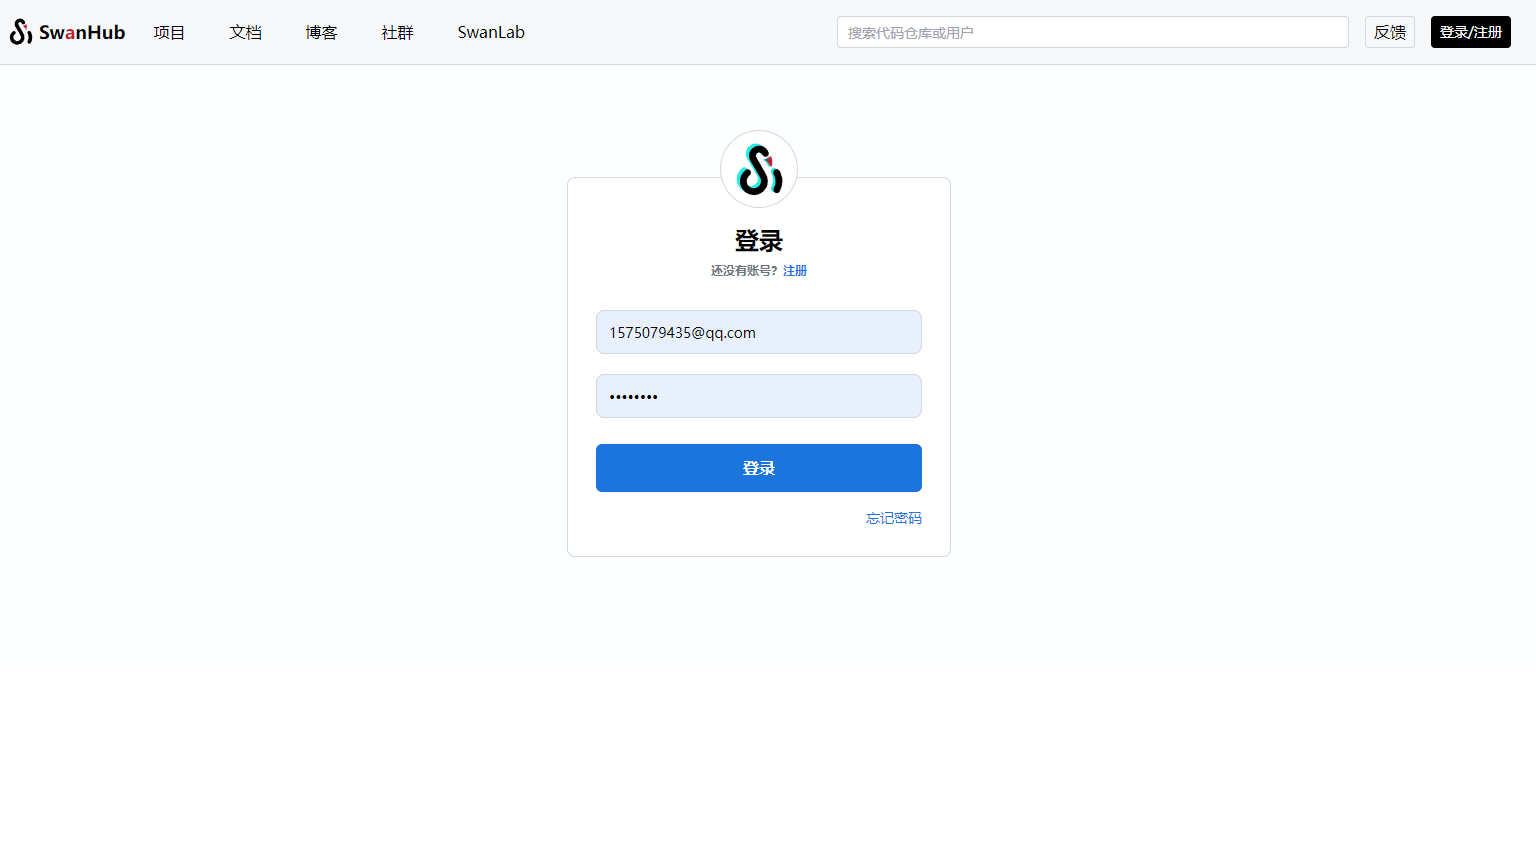 SwanHub 项目 文档 博客 社群 SwanLab 搜索代码仓库或用户 反馈 登录/注册
登录
还没有账号? 注册
1575079435@qq.com
••••••••
登录
忘记密码